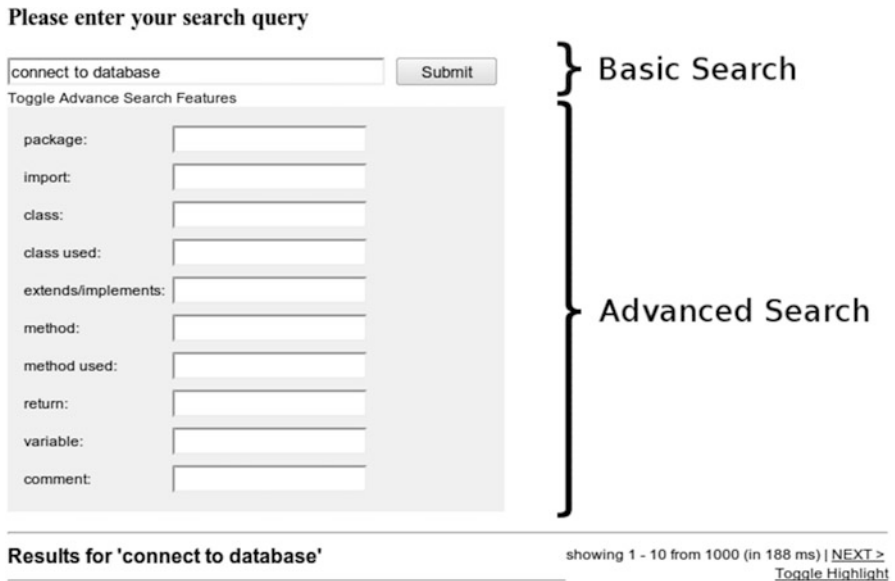 Please enter your search query
connect to database Submit
Basic Search
Toggle Advance Search Features
package:
import:
class:
class used:
extends/implements:
method:
method used:
return:
variable:
comment:
Advanced Search
Results for 'connect to database'
showing 1 - 10 from 1000 (in 188 ms) | NEXT >
Toggle Highlight